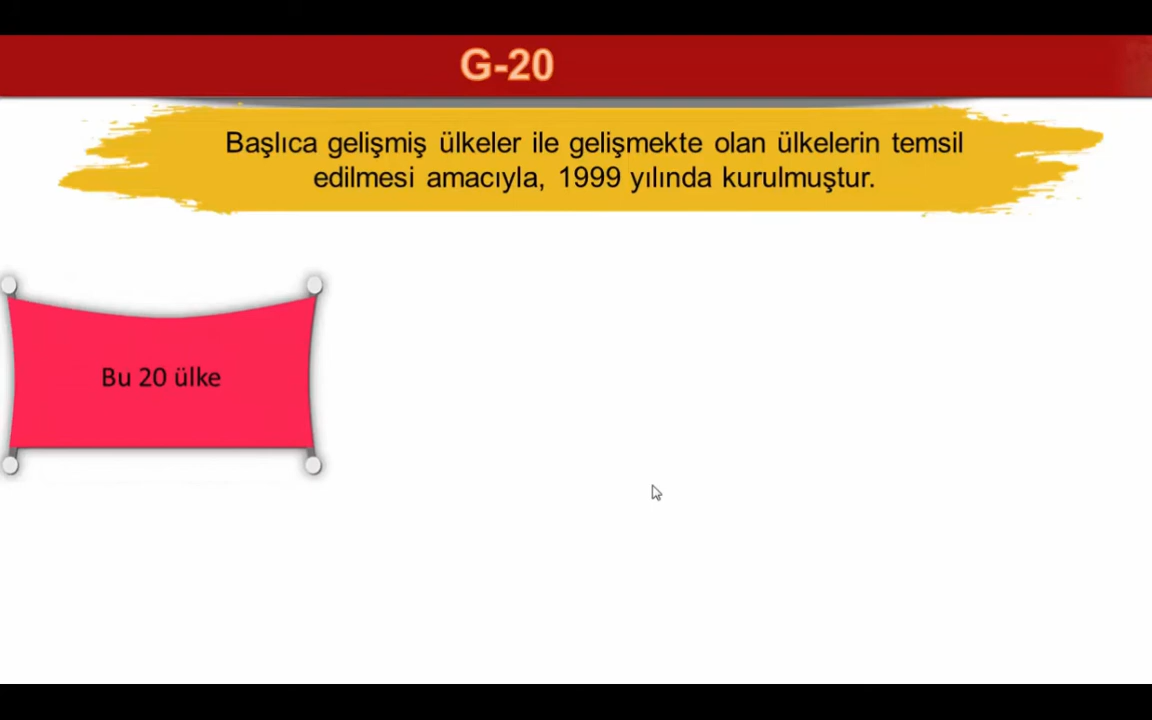 G-20
Başlıca gelişmiş ülkeler ile gelişmekte olan ülkelerin temsil
edilmesi amacıyla, 1999 yılında kurulmuştur.
Bu 20 ülke